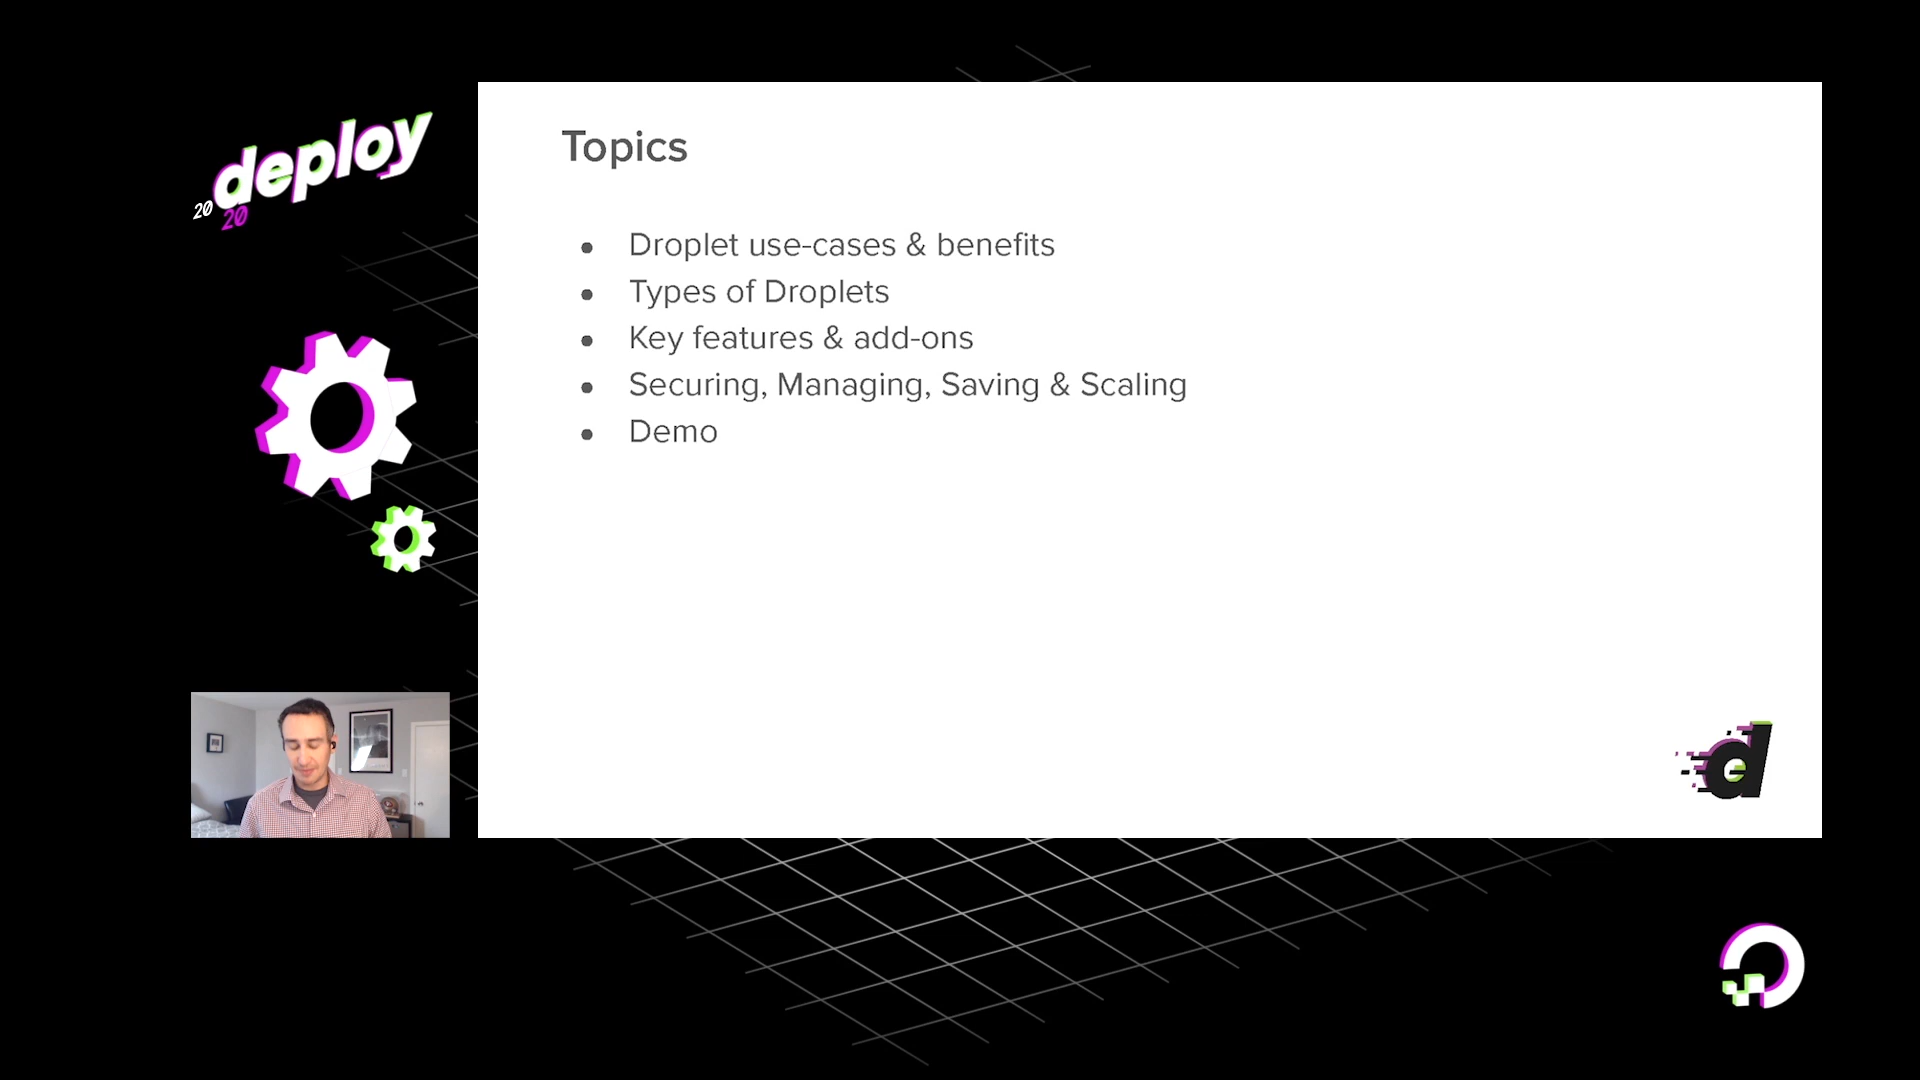 deploy
20
20
Topics
• Droplet use-cases & benefits
• Types of Droplets
• Key features & add-ons
• Securing, Managing, Saving & Scaling
• Demo
d